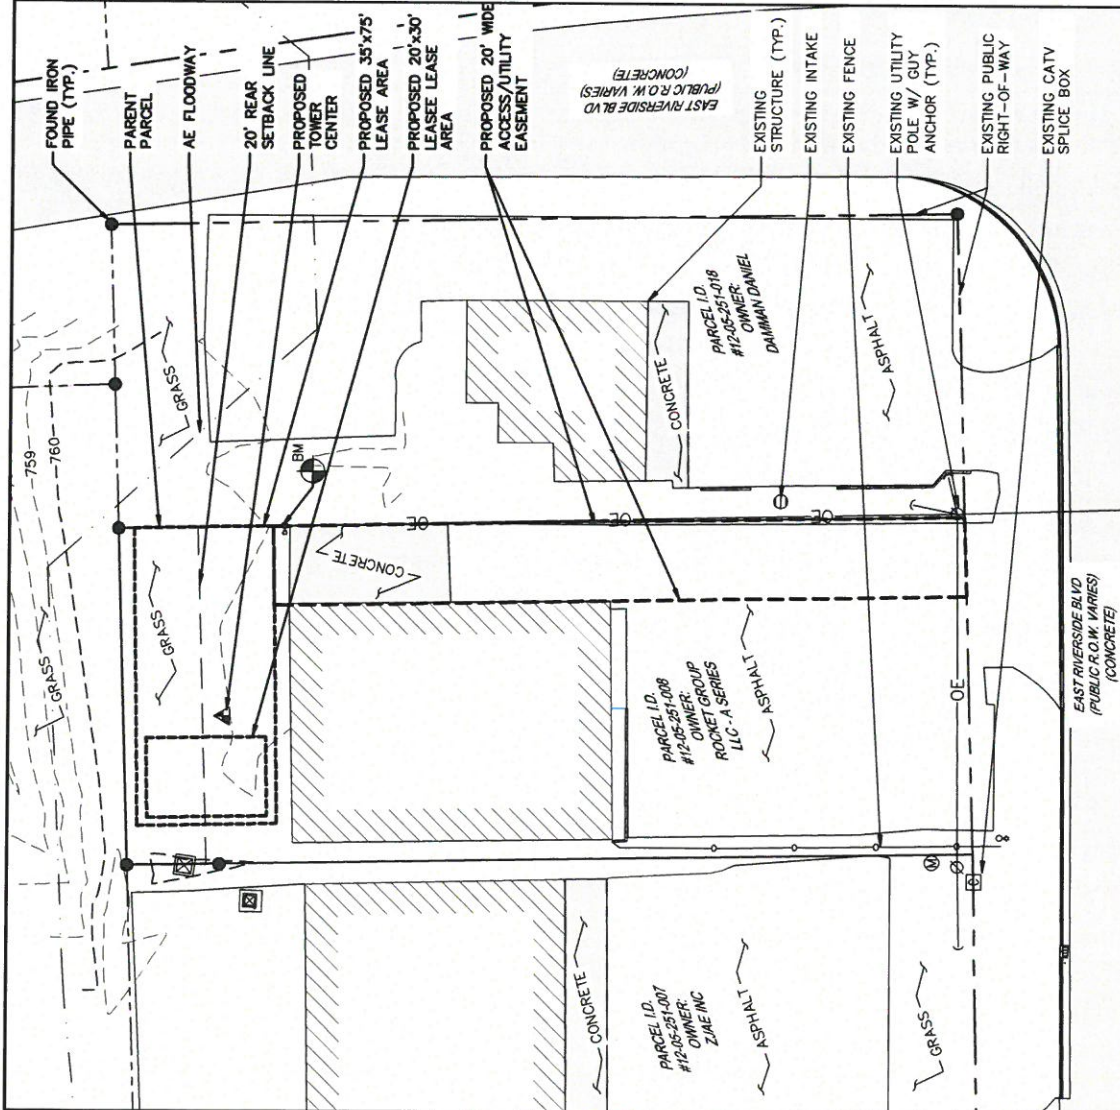 FOUND IRON
PIPE (TYP.)
PARENT
PARCEL
AE FLOODWAY
20' REAR
SETBACK LINE
PROPOSED
TOWER
CENTER
PROPOSED 35'x75'
LEASE AREA
PROPOSED 20'x30'
LEASEE LEASE
AREA
PROPOSED 20' WIDE
ACCESS/UTILITY
EASEMENT
EAST RIVERSIDE BLVD
(PUBLIC R.O.W. VARIES)
(CONCRETE)
EXISTING
STRUCTURE (TYP.)
EXISTING INTAKE
EXISTING FENCE
EXISTING UTILITY
POLE W/ GUY
ANCHOR (TYP.)
EXISTING PUBLIC
RIGHT-OF-WAY
EXISTING CATV
SPLICE BOX
759
760
GRASS
GRASS
GRASS
BM
CONCRETE
CONCRETE
PARCEL I.D.
#12-05-251-018
OWNER:
DAMMAN DANIEL
ASPHALT
OE
OE
OE
PARCEL I.D.
#12-05-251-008
OWNER:
ROCKET GROUP
LLC - A SERIES
ASPHALT
OE
M
C
CONCRETE
PARCEL I.D.
#12-05-251-007
OWNER:
ZJAE INC
ASPHALT
GRASS
EAST RIVERSIDE BLVD
(PUBLIC R.O.W. VARIES)
(CONCRETE)